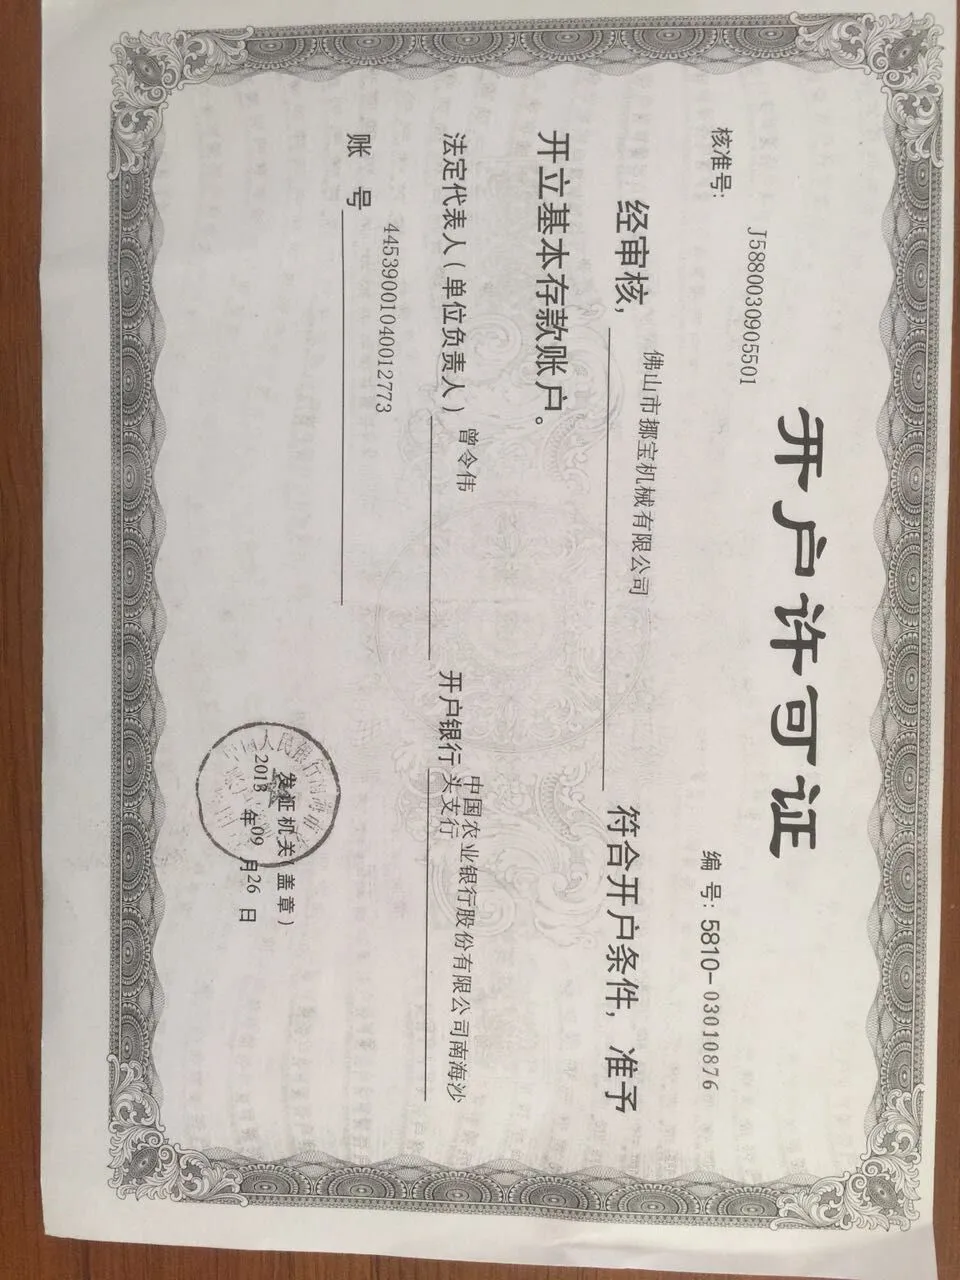 开户许可证
核准号: J5880030905501
编号: 5810-03010876
经审核, 佛山市挪宝机械有限公司 符合开户条件, 准予
开立基本存款账户。
法定代表人(单位负责人) 曾令伟 开户银行 中国农业银行股份有限公司南海沙
头支行
账 号 44539001040012773
发证机关(盖章)
2013 年 09 月 26 日